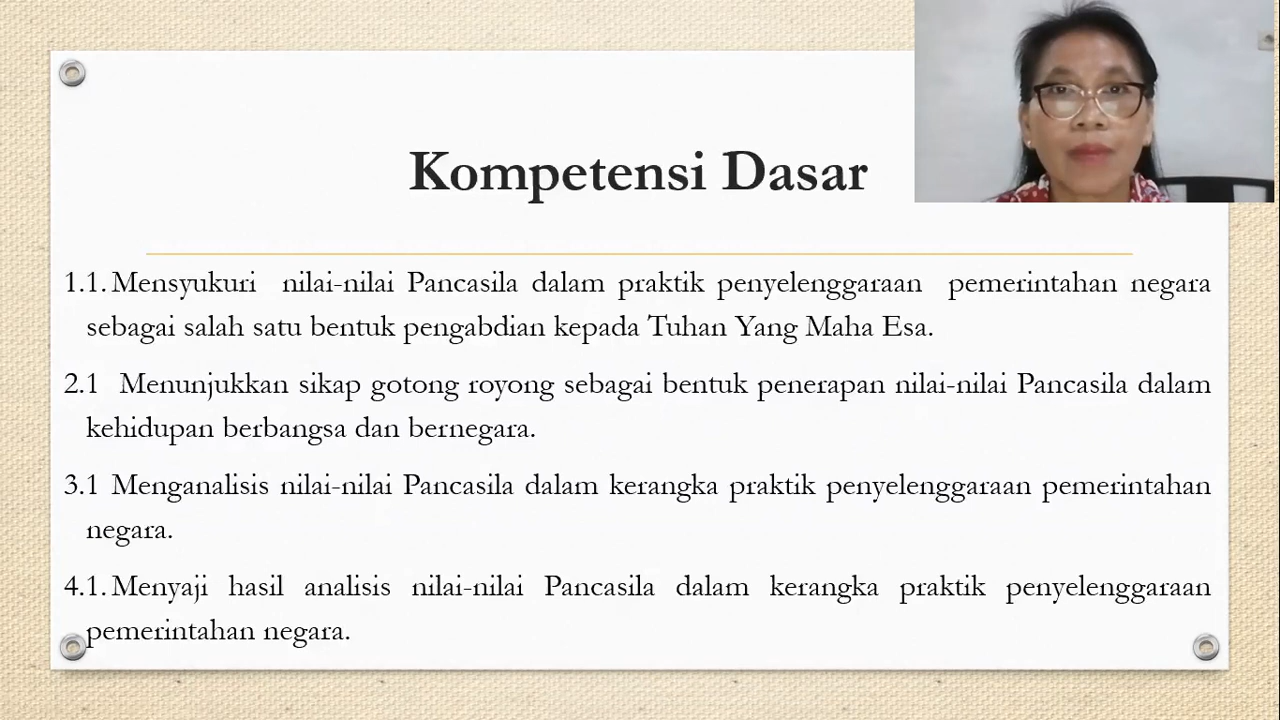 Kompetensi Dasar
1.1. Mensyukuri nilai-nilai Pancasila dalam praktik penyelenggaraan pemerintahan negara
sebagai salah satu bentuk pengabdian kepada Tuhan Yang Maha Esa.
2.1 Menunjukkan sikap gotong royong sebagai bentuk penerapan nilai-nilai Pancasila dalam
kehidupan berbangsa dan bernegara.
3.1 Menganalisis nilai-nilai Pancasila dalam kerangka praktik penyelenggaraan pemerintahan
negara.
4.1. Menyaji hasil analisis nilai-nilai Pancasila dalam kerangka praktik penyelenggaraan
pemerintahan negara.